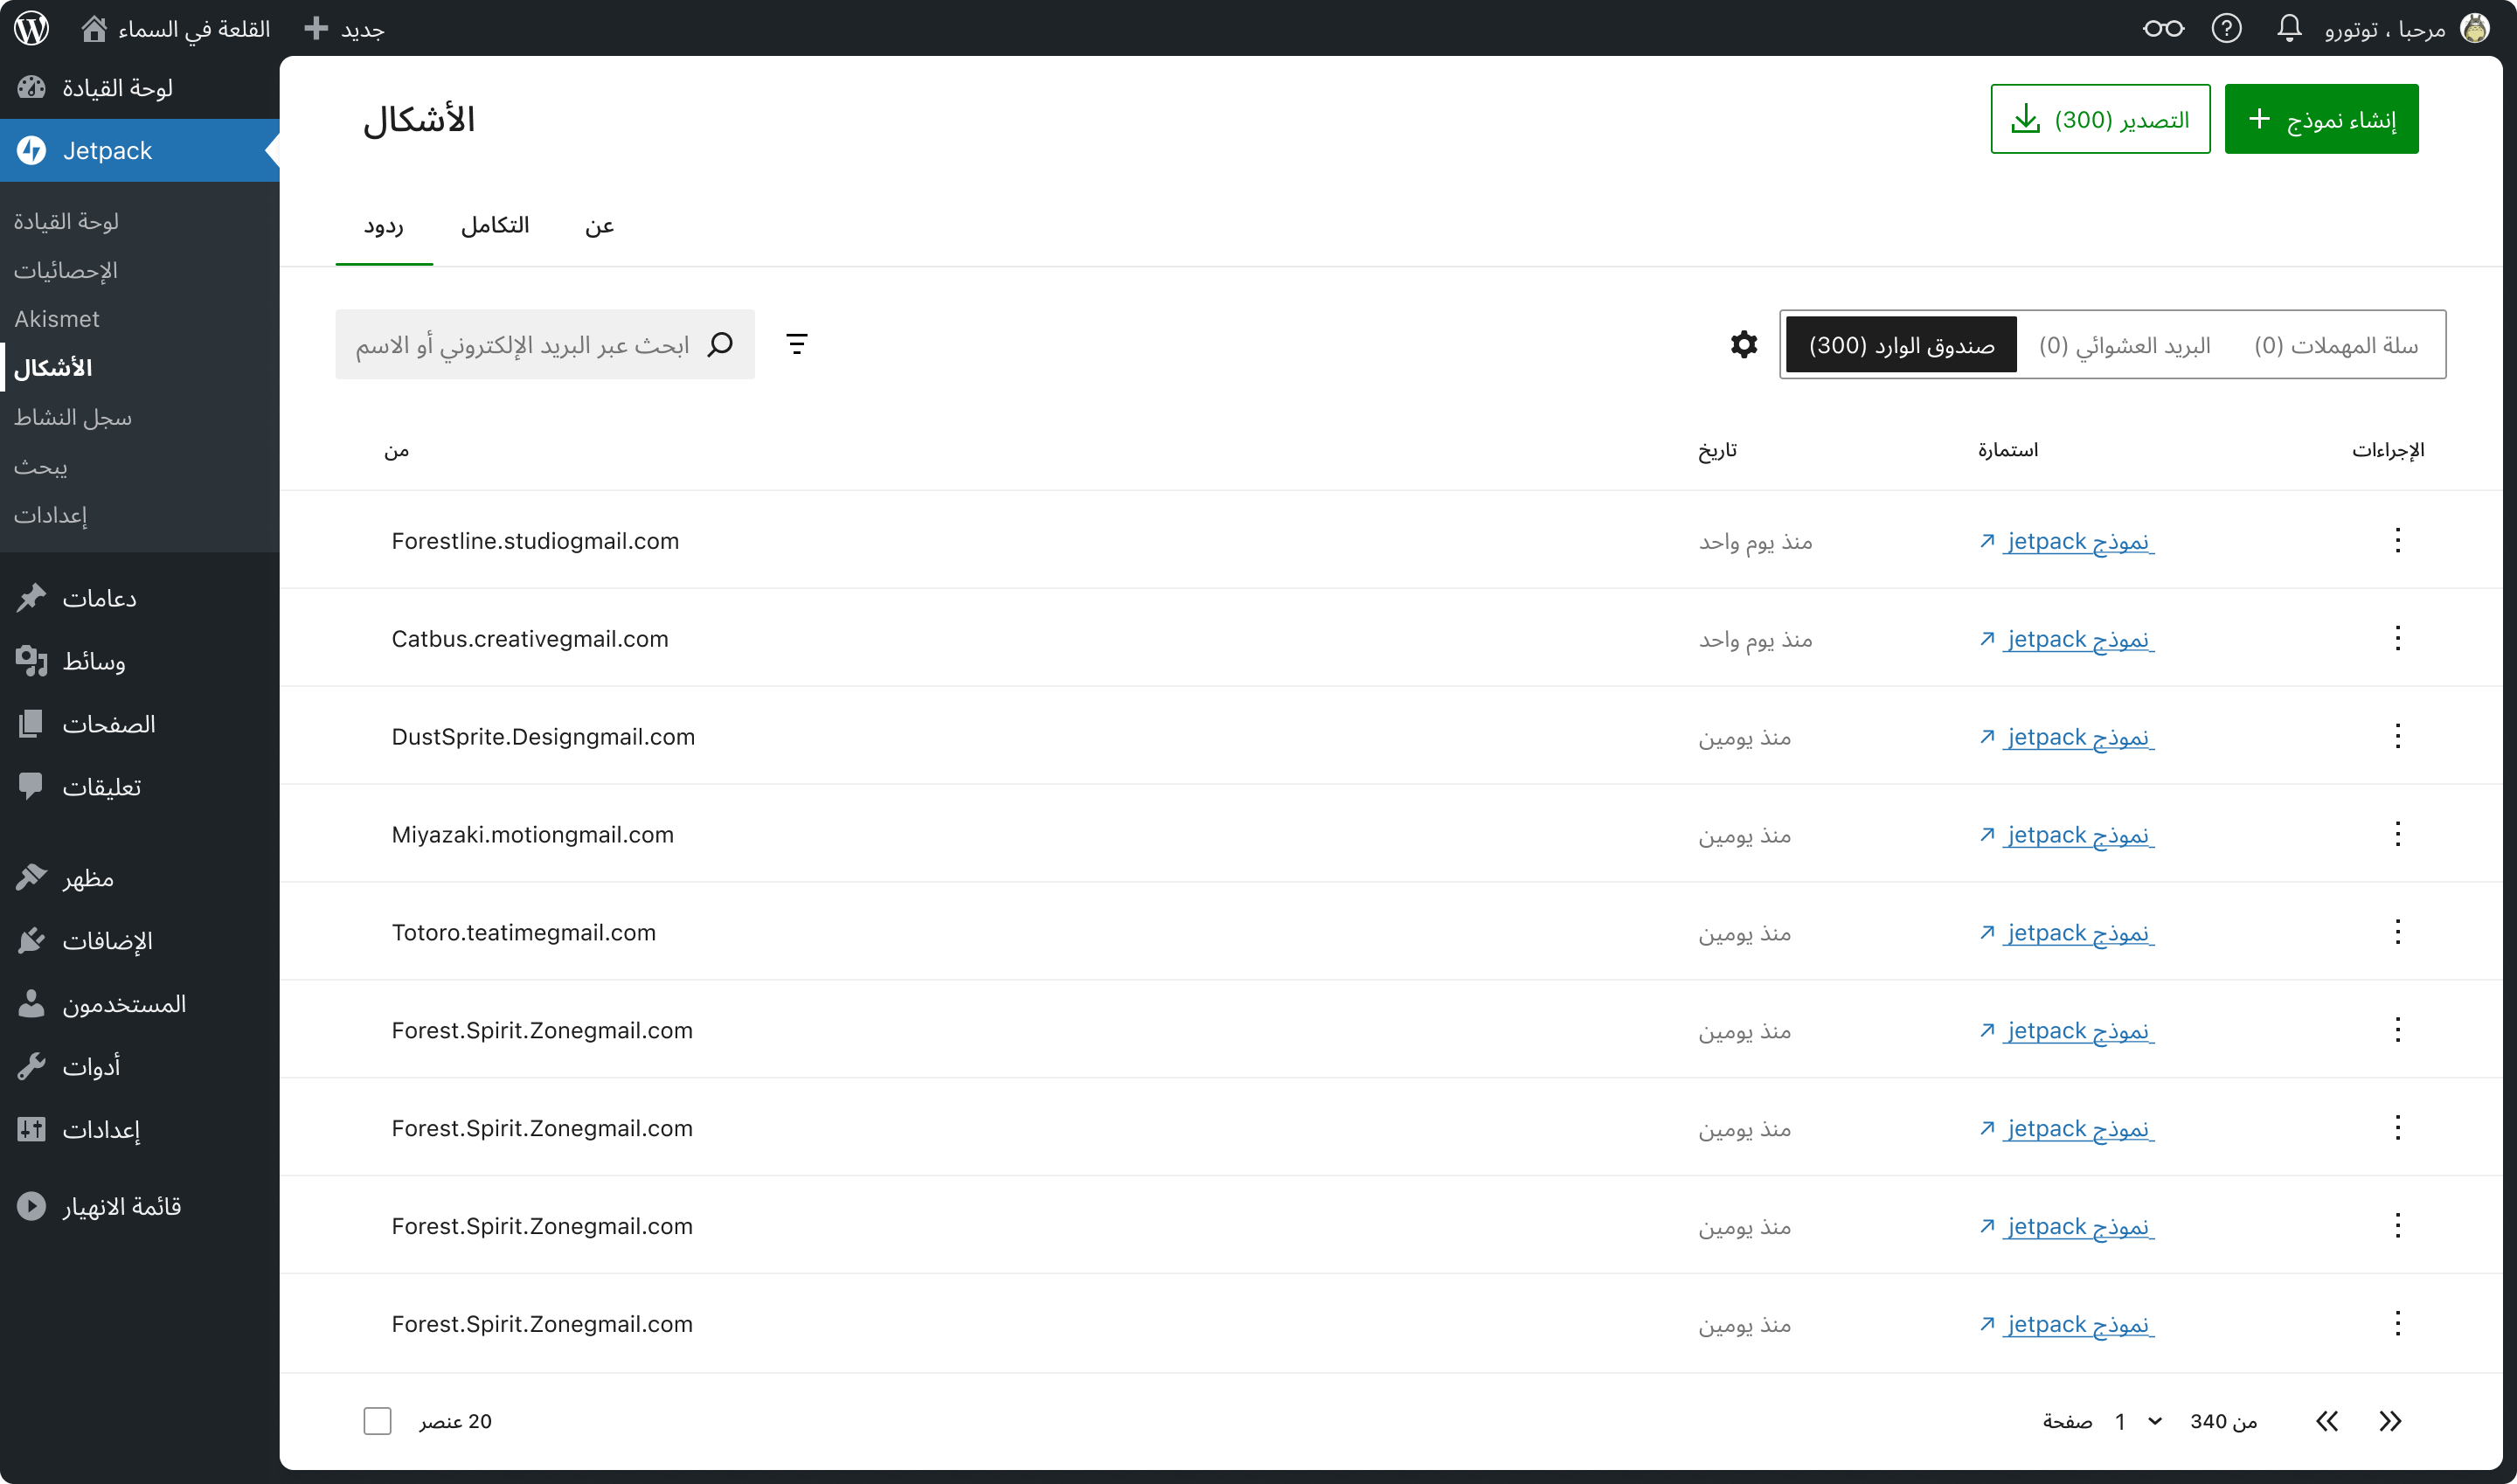 القلعة في السماء
جديد
مرحبا ، توتورو
لوحة القيادة
Jetpack
لوحة القيادة
الإحصائيات
Akismet
الأشكال
سجل النشاط
يبحث
إعدادات
دعامات
وسائط
الصفحات
تعليقات
مظهر
الإضافات
المستخدمون
أدوات
إعدادات
قائمة الانهيار
الأشكال
التصدير (300)
إنشاء نموذج
ردود
التكامل
عن
ابحث عبر البريد الإلكتروني أو الاسم
صندوق الوارد (300)
البريد العشوائي (0)
سلة المهملات (0)
من تاريخ استمارة الإجراءات
Forestline.studiogmail.com منذ يوم واحد نموذج jetpack
Catbus.creativegmail.com منذ يوم واحد نموذج jetpack
DustSprite.Designgmail.com منذ يومين نموذج jetpack
Miyazaki.motiongmail.com منذ يومين نموذج jetpack
Totoro.teatimegmail.com منذ يومين نموذج jetpack
Forest.Spirit.Zonegmail.com منذ يومين نموذج jetpack
Forest.Spirit.Zonegmail.com منذ يومين نموذج jetpack
Forest.Spirit.Zonegmail.com منذ يومين نموذج jetpack
Forest.Spirit.Zonegmail.com منذ يومين نموذج jetpack
20 عنصر
صفحة 1 من 340